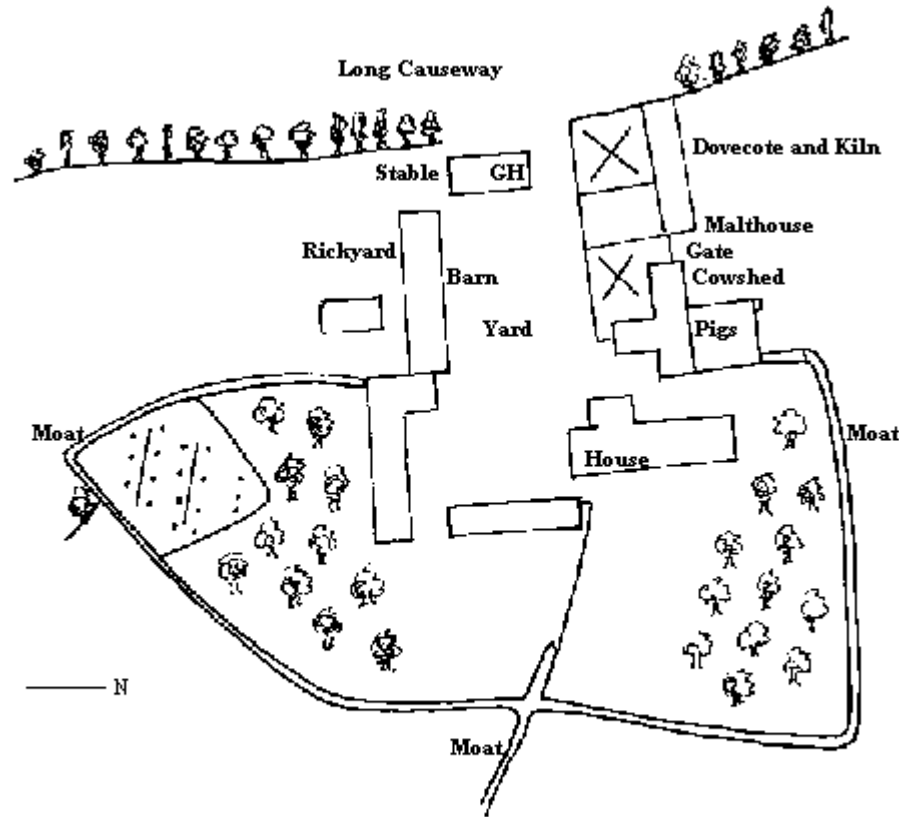 Long Causeway
Dovecote and Kiln
Stable
GH
Malthouse
Rickyard
Gate
Barn
Cowshed
Yard
Pigs
Moat
Moat
House
N
Moat